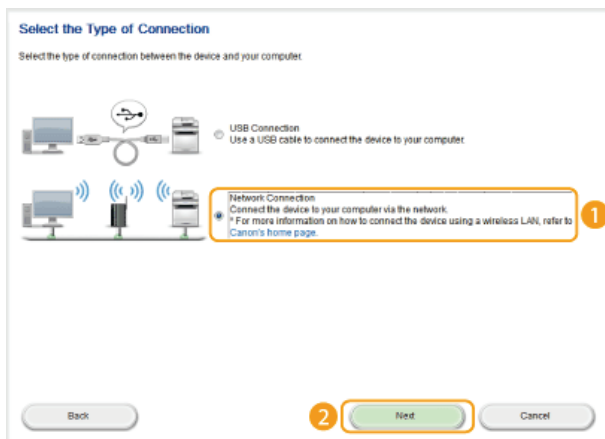 Select the Type of Connection
Select the type of connection between the device and your computer.
USB Connection
Use a USB cable to connect the device to your computer.
Network Connection
Connect the device to your computer via the network.
* For more information on how to connect the device using a wireless LAN, refer to
Canon's home page.
1
Back
2
Next
Cancel